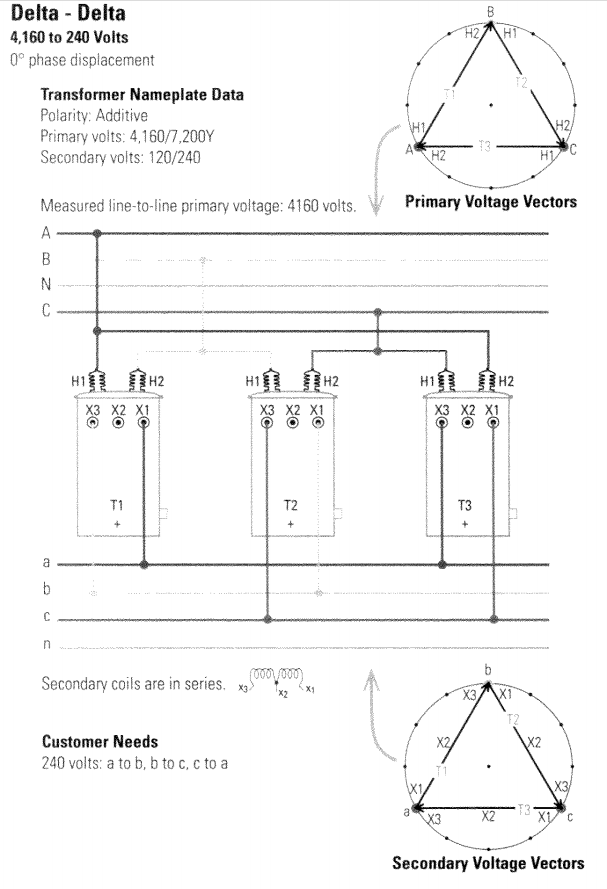 Delta - Delta
4,160 to 240 Volts
0° phase displacement
Transformer Nameplate Data
Polarity: Additive
Primary volts: 4,160/7,200Y
Secondary volts: 120/240
B
H2 H1
T1 T2
H1 H2
A T3 C
H2 H1
Primary Voltage Vectors
Measured line-to-line primary voltage: 4160 volts.
A
B
N
C
H1 H2 H1 H2 H1 H2
X3 X2 X1 X3 X2 X1 X3 X2 X1
T1 T2 T3
+ + +
a
b
c
n
Secondary coils are in series. X3 X2 X1
Customer Needs
240 volts: a to b, b to c, c to a
b
X3 X1
T2
X2 X2
T1
X1 X3
a T3 c
X3 X2 X1
Secondary Voltage Vectors